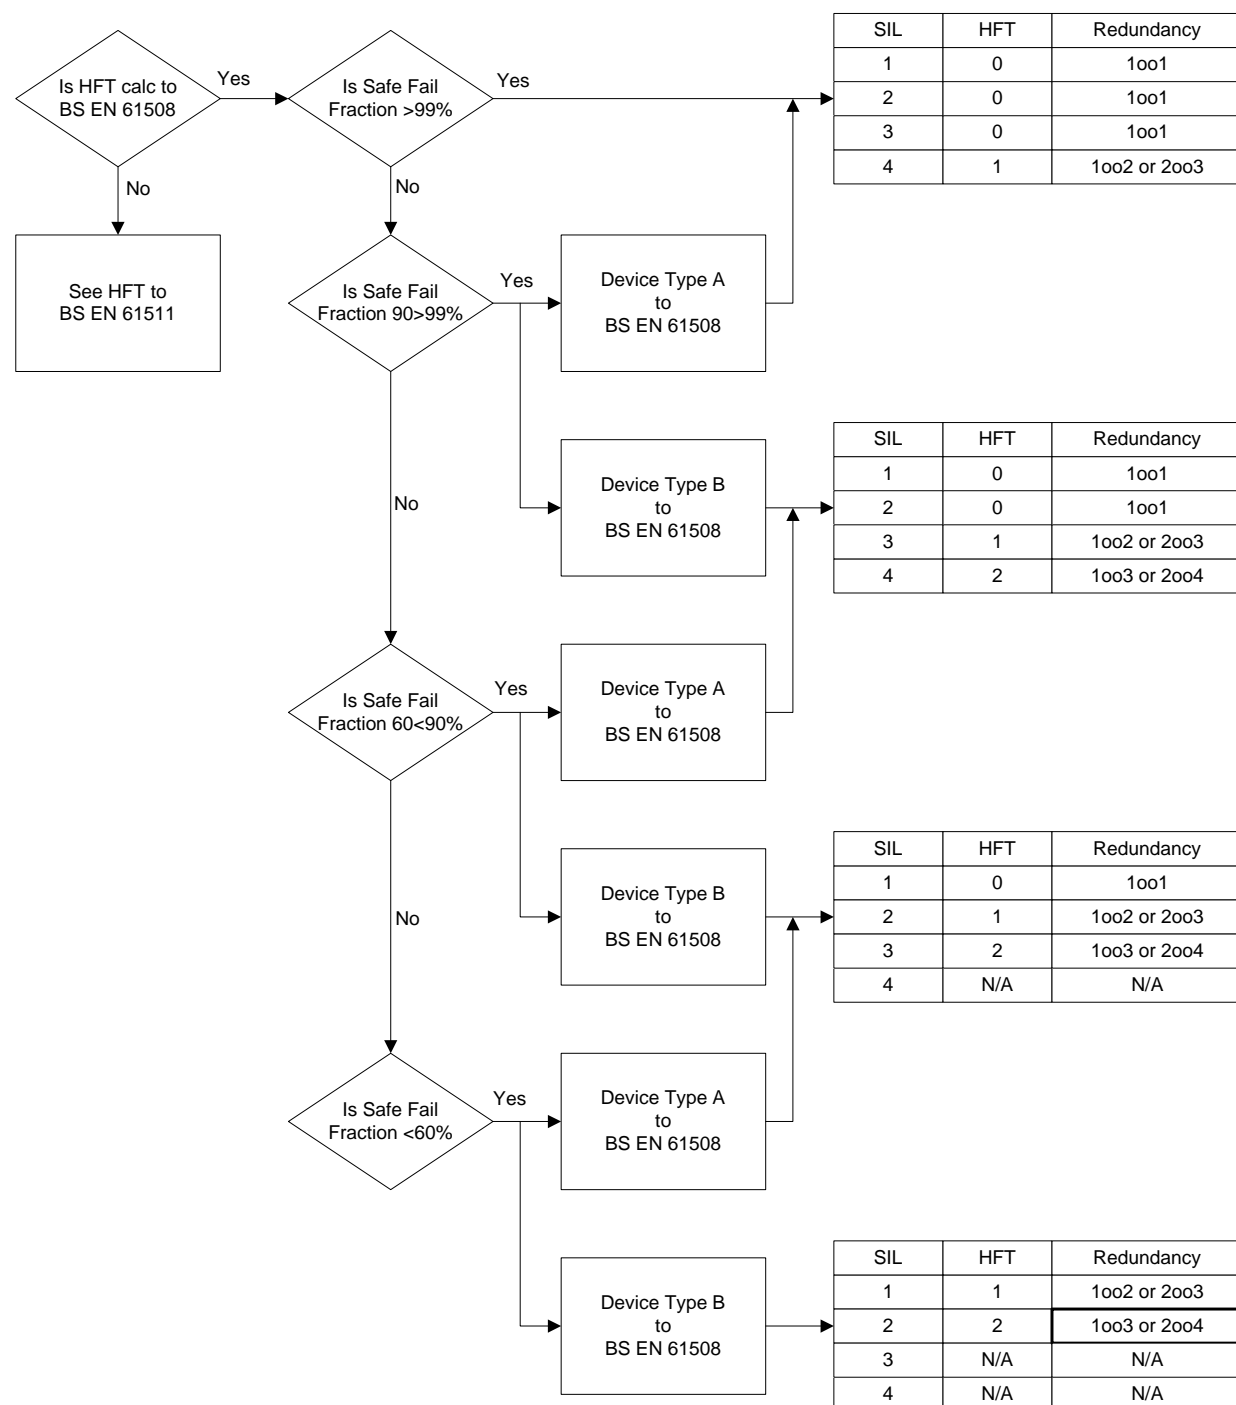 Is HFT calc to
BS EN 61508
Yes
Is Safe Fail
Fraction >99%
Yes
No
No
See HFT to
BS EN 61511
SIL HFT Redundancy
1 0 1oo1
2 0 1oo1
3 0 1oo1
4 1 1oo2 or 2oo3
Is Safe Fail
Fraction 90>99%
Yes
Device Type A
to
BS EN 61508
No
Device Type B
to
BS EN 61508
SIL HFT Redundancy
1 0 1oo1
2 0 1oo1
3 1 1oo2 or 2oo3
4 2 1oo3 or 2oo4
Is Safe Fail
Fraction 60<90%
Yes
Device Type A
to
BS EN 61508
No
Device Type B
to
BS EN 61508
SIL HFT Redundancy
1 0 1oo1
2 1 1oo2 or 2oo3
3 2 1oo3 or 2oo4
4 N/A N/A
Is Safe Fail
Fraction <60%
Yes
Device Type A
to
BS EN 61508
Device Type B
to
BS EN 61508
SIL HFT Redundancy
1 1 1oo2 or 2oo3
2 2 1oo3 or 2oo4
3 N/A N/A
4 N/A N/A